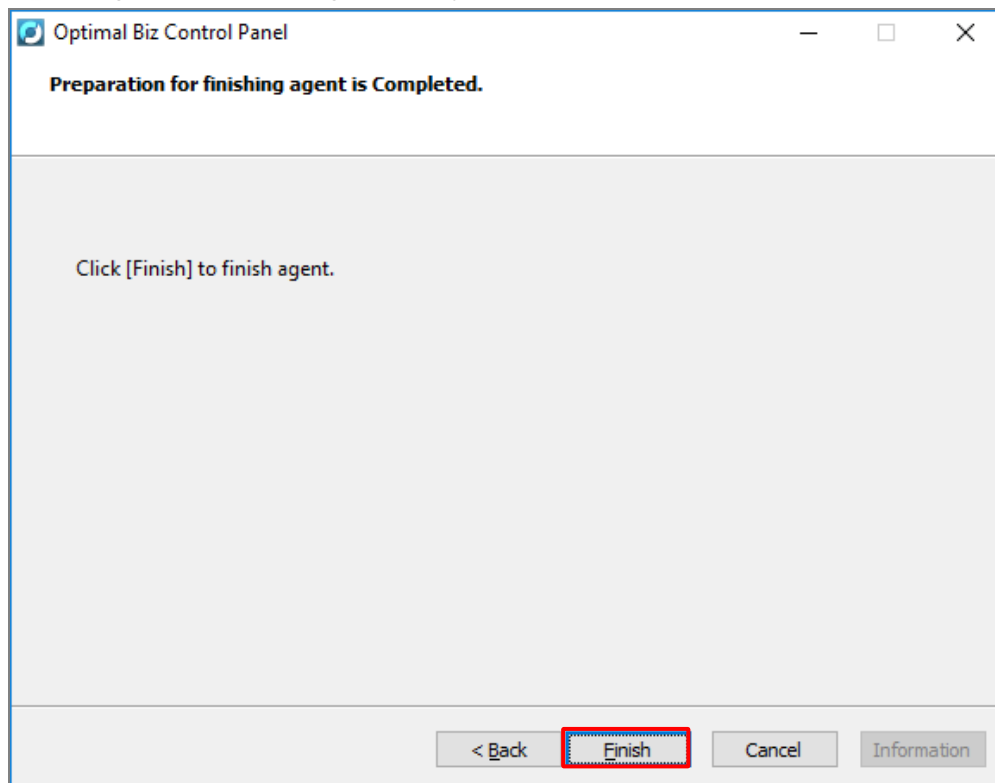 Optimal Biz Control Panel
Preparation for finishing agent is Completed.
Click [Finish] to finish agent.
< Back Finish Cancel Information